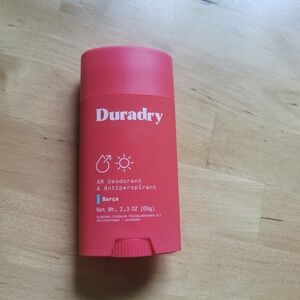 Duradry
AM Deodorant
& Antiperspirant
Barça
Net Wt. 2.3 OZ (65g)